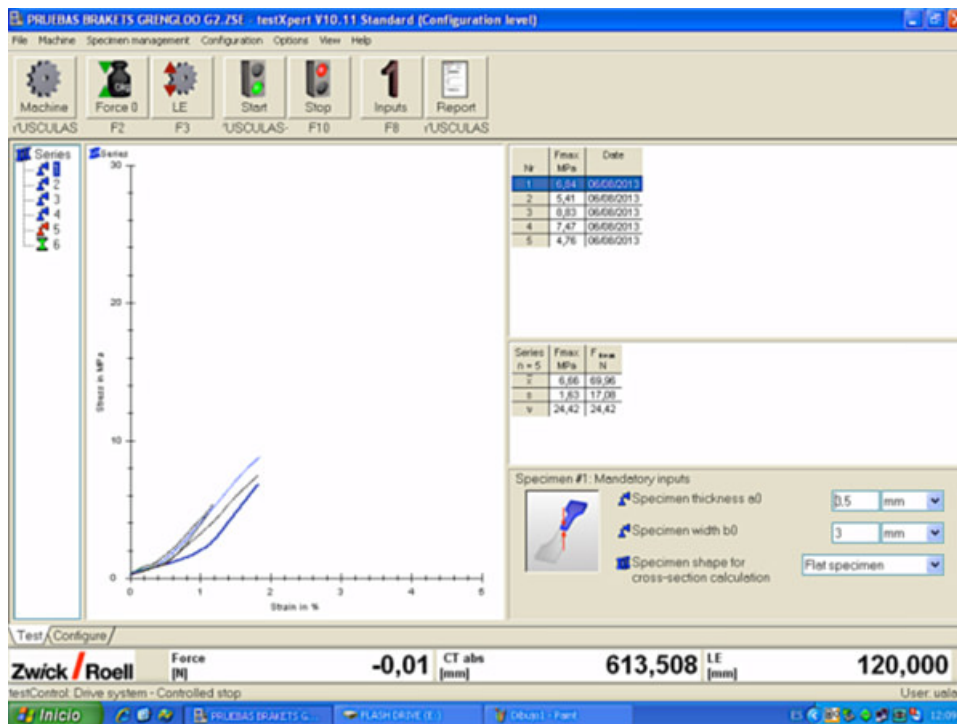 PRUEBAS BRAKETS GRENGLOO G2.ZSE - testXpert V10.11 Standard (Configuration level)
File Machine Specimen management Configuration Options View Help
Machine Force 0 LE Start Stop Inputs Report
r'USCULAS F2 F3 'USCULAS- F10 F8 r'USCULAS
Series
1
2
3
4
5
6
Series
30
20
10
0
Stress in MPa
0 1 2 3 4 5
Strain in %
Fmax Date
Nr MPa
1 6,84 06/08/2013
2 5,41 06/08/2013
3 8,83 06/08/2013
4 7,47 06/08/2013
5 4,76 06/08/2013
Series Fmax F
n = 5 MPa N
x̅ 6,66 69,96
s 1,63 17,08
ν 24,42 24,42
Specimen #1: Mandatory inputs
Specimen thickness a0 3,5 mm
Specimen width b0 3 mm
Specimen shape for Flat specimen
cross-section calculation
Test Configure
Zwick / Roell Force [N] -0,01 CT abs [mm] 613,508 LE [mm] 120,000
testControl: Drive system - Controlled stop User: uala
Inicio PRUEBAS BRAKETS G... FLASH DRIVE (E:) Dibujo1 - Paint ES 12:09